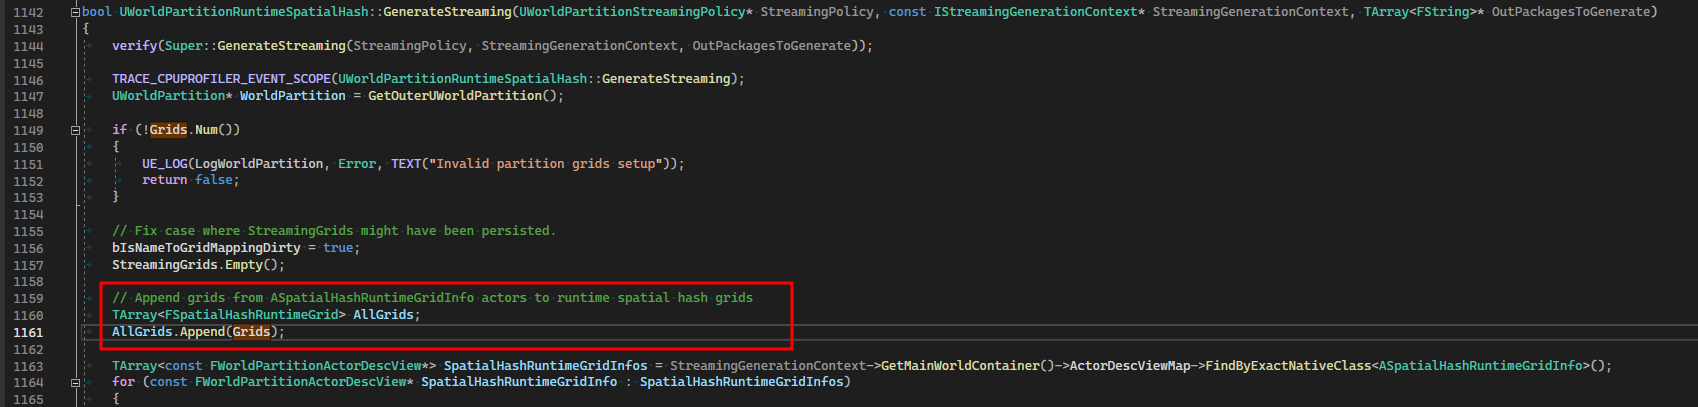 1142 bool UWorldPartitionRuntimeSpatialHash::GenerateStreaming(UWorldPartitionStreamingPolicy* StreamingPolicy, const IStreamingGenerationContext* StreamingGenerationContext, TArray<FString>* OutPackagesToGenerate)
1143 {
1144 verify(Super::GenerateStreaming(StreamingPolicy, StreamingGenerationContext, OutPackagesToGenerate));
1145
1146 TRACE_CPUPROFILER_EVENT_SCOPE(UWorldPartitionRuntimeSpatialHash::GenerateStreaming);
1147 UWorldPartition* WorldPartition = GetOuterUWorldPartition();
1148
1149 if (!Grids.Num())
1150 {
1151 UE_LOG(LogWorldPartition, Error, TEXT("Invalid partition grids setup"));
1152 return false;
1153 }
1154
1155 // Fix case where StreamingGrids might have been persisted.
1156 bIsNameToGridMappingDirty = true;
1157 StreamingGrids.Empty();
1158
1159 // Append grids from ASpatialHashRuntimeGridInfo actors to runtime spatial hash grids
1160 TArray<FSpatialHashRuntimeGrid> AllGrids;
1161 AllGrids.Append(Grids);
1162
1163 TArray<const FWorldPartitionActorDescView*> SpatialHashRuntimeGridInfos = StreamingGenerationContext->GetMainWorldContainer()->ActorDescViewMap->FindByExactNativeClass<ASpatialHashRuntimeGridInfo>();
1164 for (const FWorldPartitionActorDescView* SpatialHashRuntimeGridInfo : SpatialHashRuntimeGridInfos)
1165 {